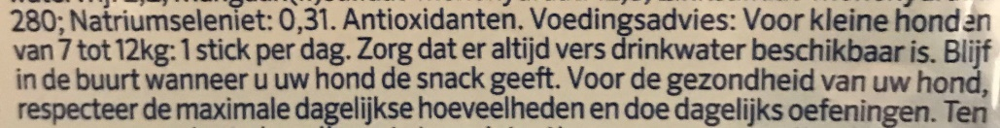 280; Natriumseleniet: 0,31. Antioxidanten. Voedingsadvies: Voor kleine honden
van 7 tot 12kg: 1 stick per dag. Zorg dat er altijd vers drinkwater beschikbaar is. Blijf
in de buurt wanneer u uw hond de snack geeft. Voor de gezondheid van uw hond,
respecteer de maximale dagelijkse hoeveelheden en doe dagelijks oefeningen. Ten